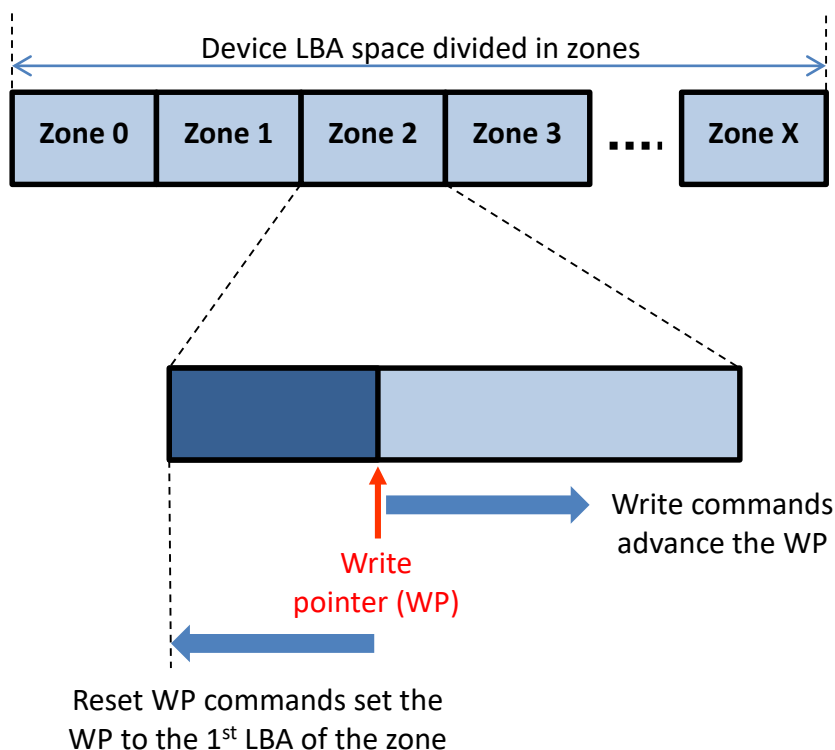 Device LBA space divided in zones
Zone 0 Zone 1 Zone 2 Zone 3 .... Zone X
Write commands
advance the WP
Write
pointer (WP)
Reset WP commands set the
WP to the 1st LBA of the zone